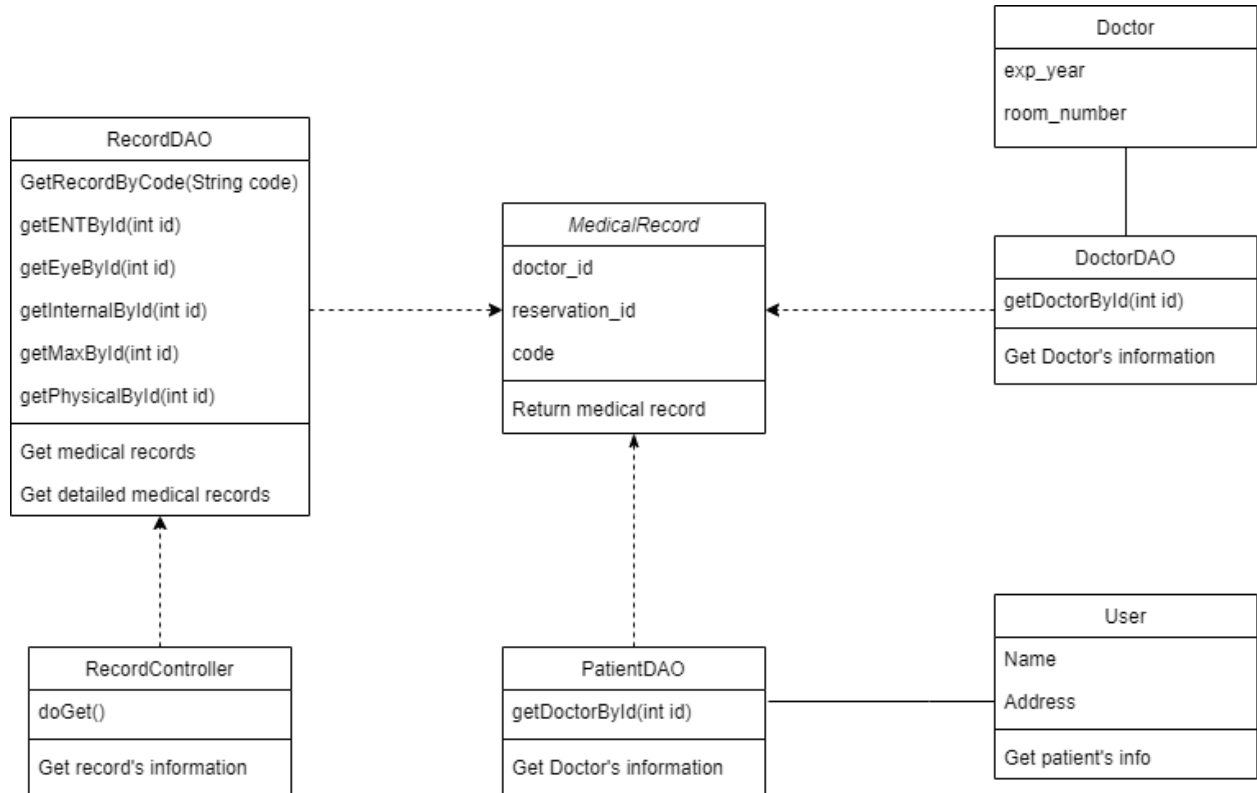 Doctor
exp_year
room_number
RecordDAO
GetRecordByCode(String code)
getENTById(int id)
getEyeById(int id)
getInternalById(int id)
getMaxById(int id)
getPhysicalById(int id)
Get medical records
Get detailed medical records
MedicalRecord
doctor_id
reservation_id
code
Return medical record
DoctorDAO
getDoctorById(int id)
Get Doctor's information
RecordController
doGet()
Get record's information
PatientDAO
getDoctorById(int id)
Get Doctor's information
User
Name
Address
Get patient's info